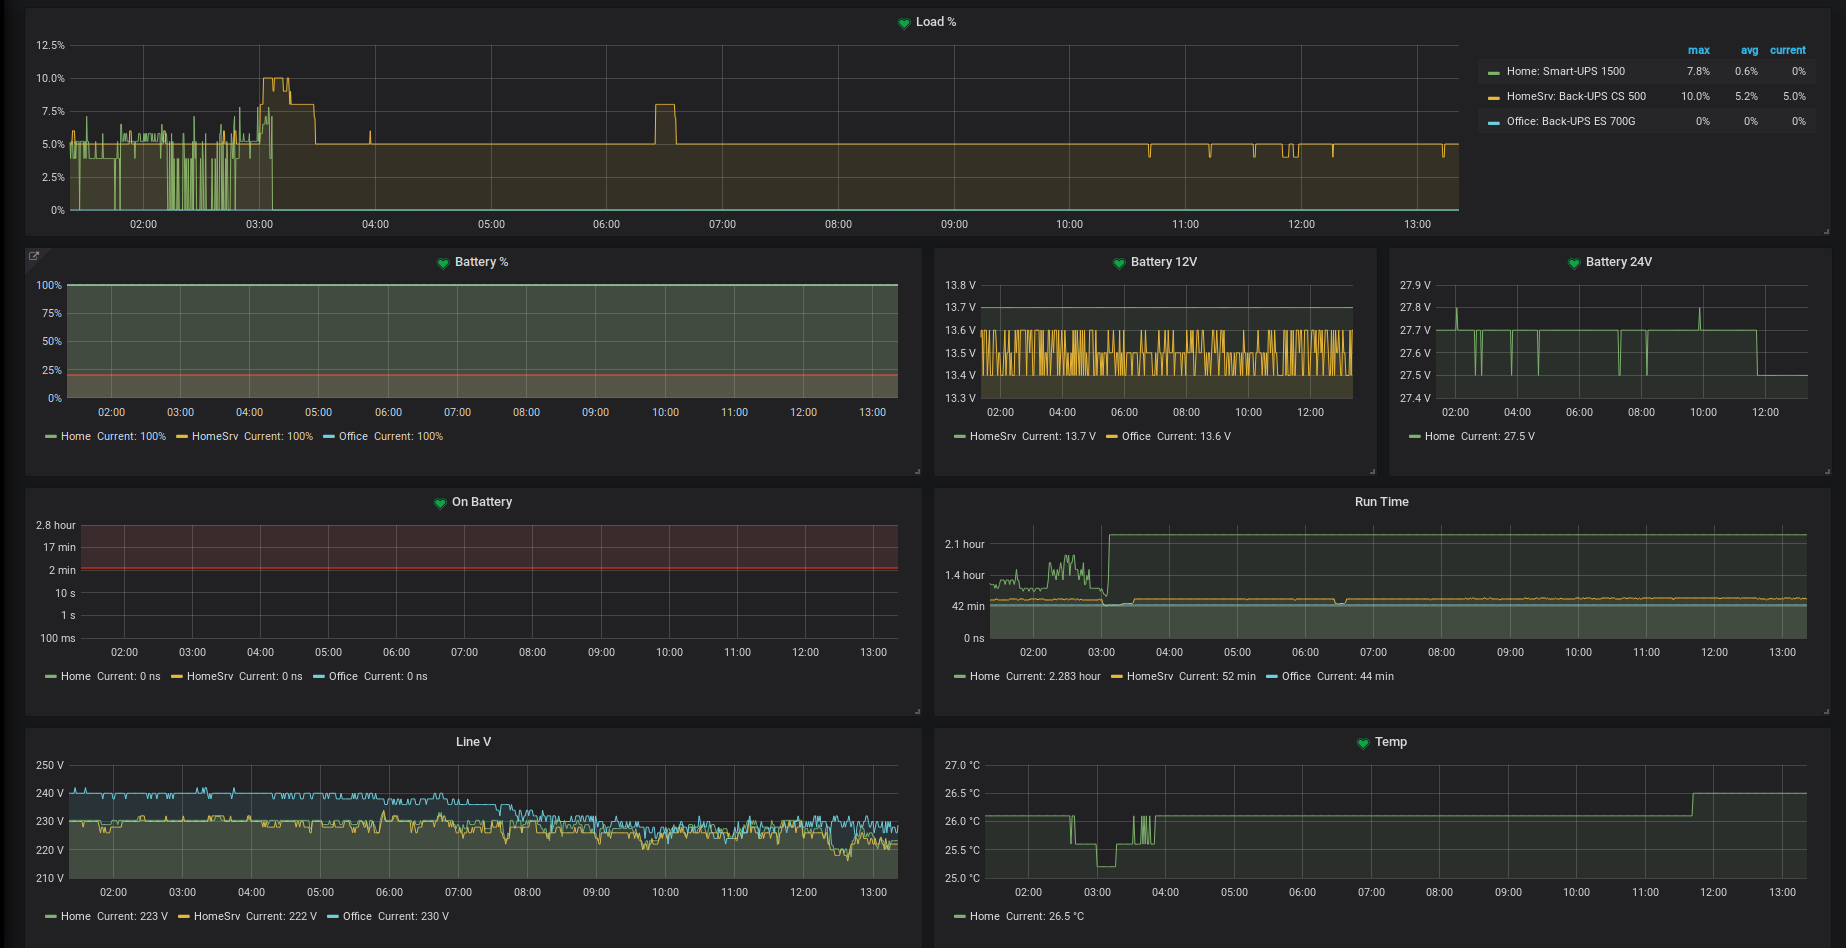 Load %
12.5%
10.0%
7.5%
5.0%
2.5%
0%
02:00 03:00 04:00 05:00 06:00 07:00 08:00 09:00 10:00 11:00 12:00 13:00
max avg current
Home: Smart-UPS 1500 7.8% 0.6% 0%
HomeSrv: Back-UPS CS 500 10.0% 5.2% 5.0%
Office: Back-UPS ES 700G 0% 0% 0%
Battery %
100%
75%
50%
25%
0%
02:00 03:00 04:00 05:00 06:00 07:00 08:00 09:00 10:00 11:00 12:00 13:00
Home Current: 100% HomeSrv Current: 100% Office Current: 100%
Battery 12V
13.8 V
13.7 V
13.6 V
13.5 V
13.4 V
13.3 V
02:00 04:00 06:00 08:00 10:00 12:00
HomeSrv Current: 13.7 V Office Current: 13.6 V
Battery 24V
27.9 V
27.8 V
27.7 V
27.6 V
27.5 V
27.4 V
02:00 04:00 06:00 08:00 10:00 12:00
Home Current: 27.5 V
On Battery
2.8 hour
17 min
2 min
10 s
1 s
100 ms
02:00 03:00 04:00 05:00 06:00 07:00 08:00 09:00 10:00 11:00 12:00 13:00
Home Current: 0 ns HomeSrv Current: 0 ns Office Current: 0 ns
Run Time
2.1 hour
1.4 hour
42 min
0 ns
02:00 03:00 04:00 05:00 06:00 07:00 08:00 09:00 10:00 11:00 12:00 13:00
Home Current: 2.283 hour HomeSrv Current: 52 min Office Current: 44 min
Line V
250 V
240 V
230 V
220 V
210 V
02:00 03:00 04:00 05:00 06:00 07:00 08:00 09:00 10:00 11:00 12:00 13:00
Home Current: 223 V HomeSrv Current: 222 V Office Current: 230 V
Temp
27.0 °C
26.5 °C
26.0 °C
25.5 °C
25.0 °C
02:00 03:00 04:00 05:00 06:00 07:00 08:00 09:00 10:00 11:00 12:00 13:00
Home Current: 26.5 °C